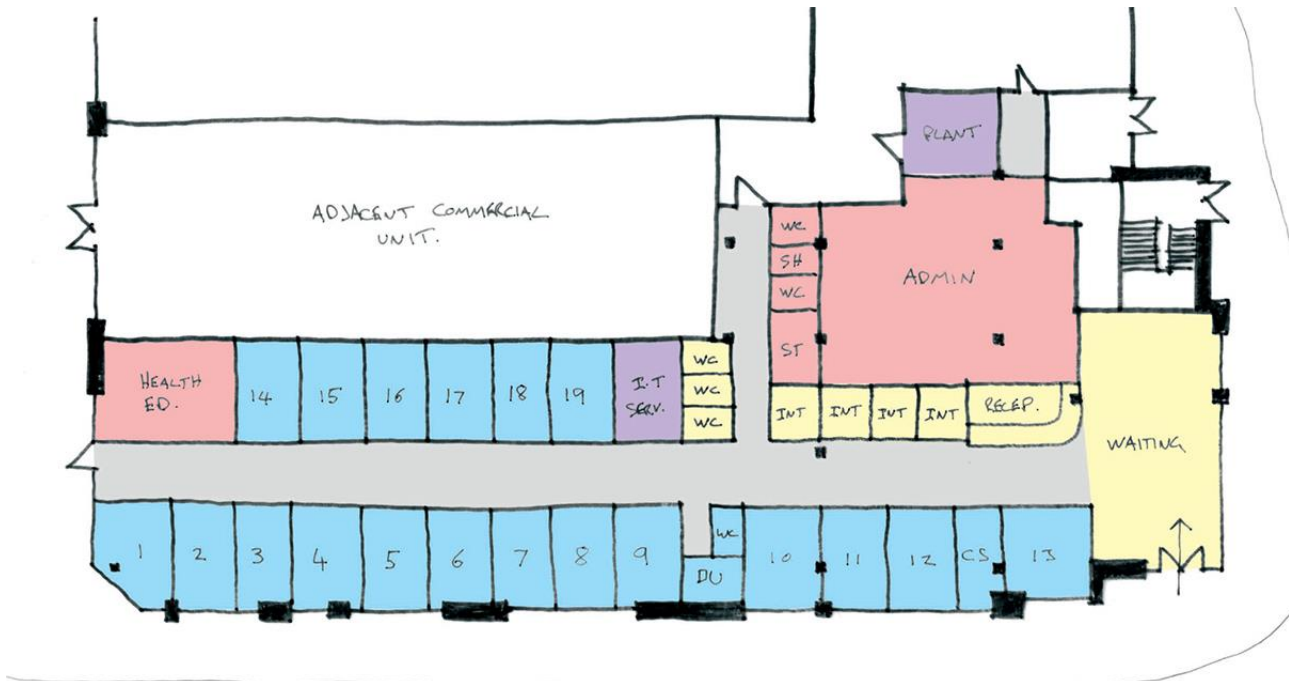 PLANT
ADJACENT COMMERCIAL
UNIT.
WC
SH
WC
ST
ADMIN
HEALTH
ED.
14
15
16
17
18
19
I.T
SERV.
WC
WC
WC
INT
INT
INT
INT
RECEP.
WAITING
1
2
3
4
5
6
7
8
9
WC
DU
10
11
12
CS
13